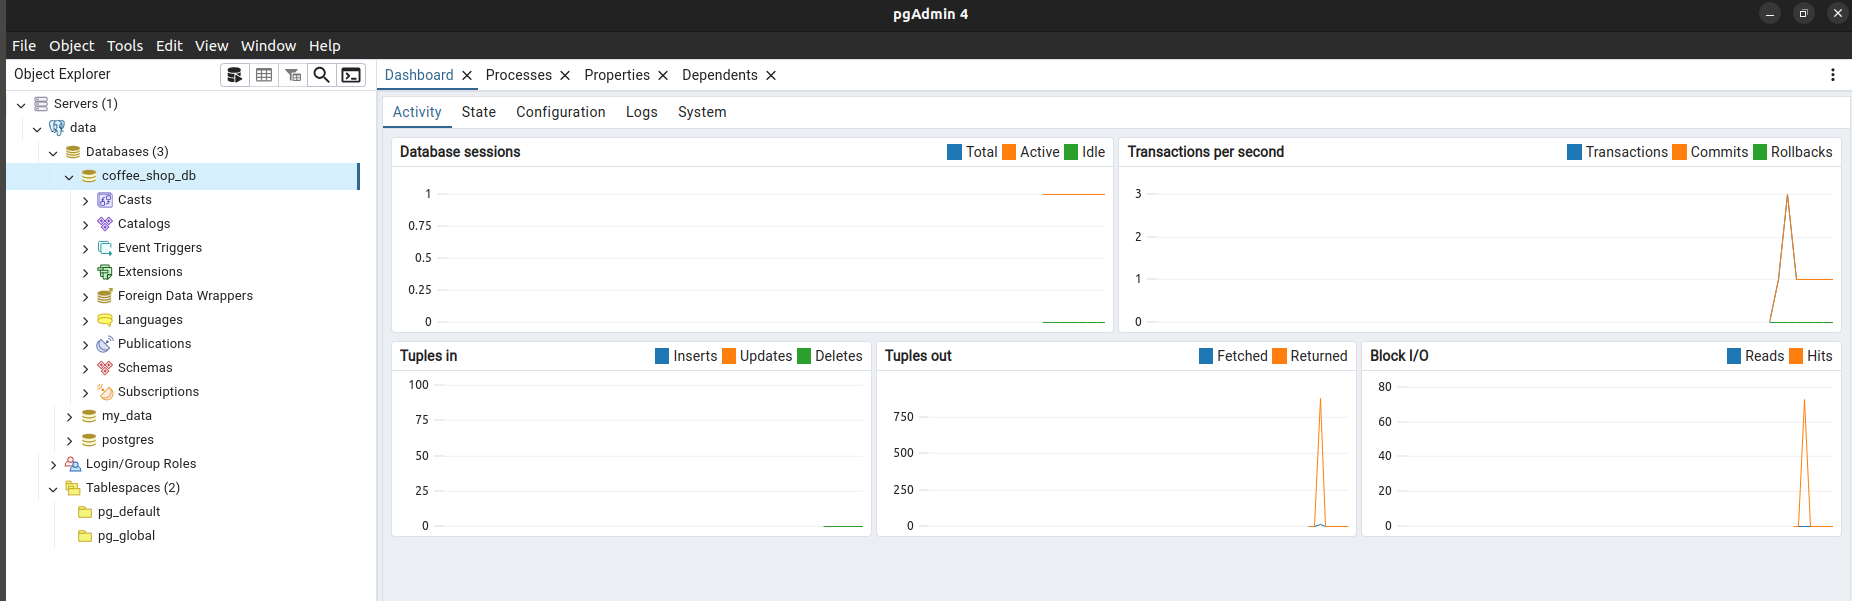 pgAdmin 4
File Object Tools Edit View Window Help
Object Explorer
Servers (1)
data
Databases (3)
coffee_shop_db
Casts
Catalogs
Event Triggers
Extensions
Foreign Data Wrappers
Languages
Publications
Schemas
Subscriptions
my_data
postgres
Login/Group Roles
Tablespaces (2)
pg_default
pg_global
Dashboard Processes Properties Dependents
Activity State Configuration Logs System
Database sessions Total Active Idle
1
0.75
0.5
0.25
0
Transactions per second Transactions Commits Rollbacks
3
2
1
0
Tuples in Inserts Updates Deletes
100
75
50
25
0
Tuples out Fetched Returned
750
500
250
0
Block I/O Reads Hits
80
60
40
20
0